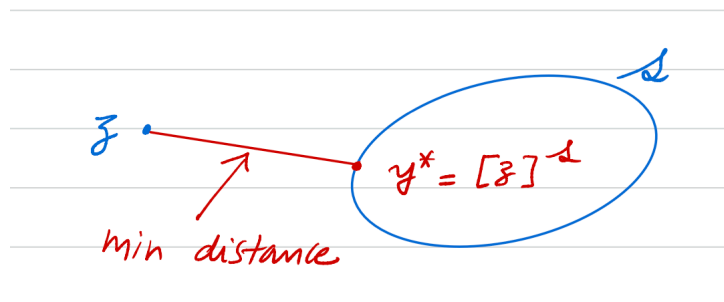 𝒮
z
y* = [z]^𝒮
min distance